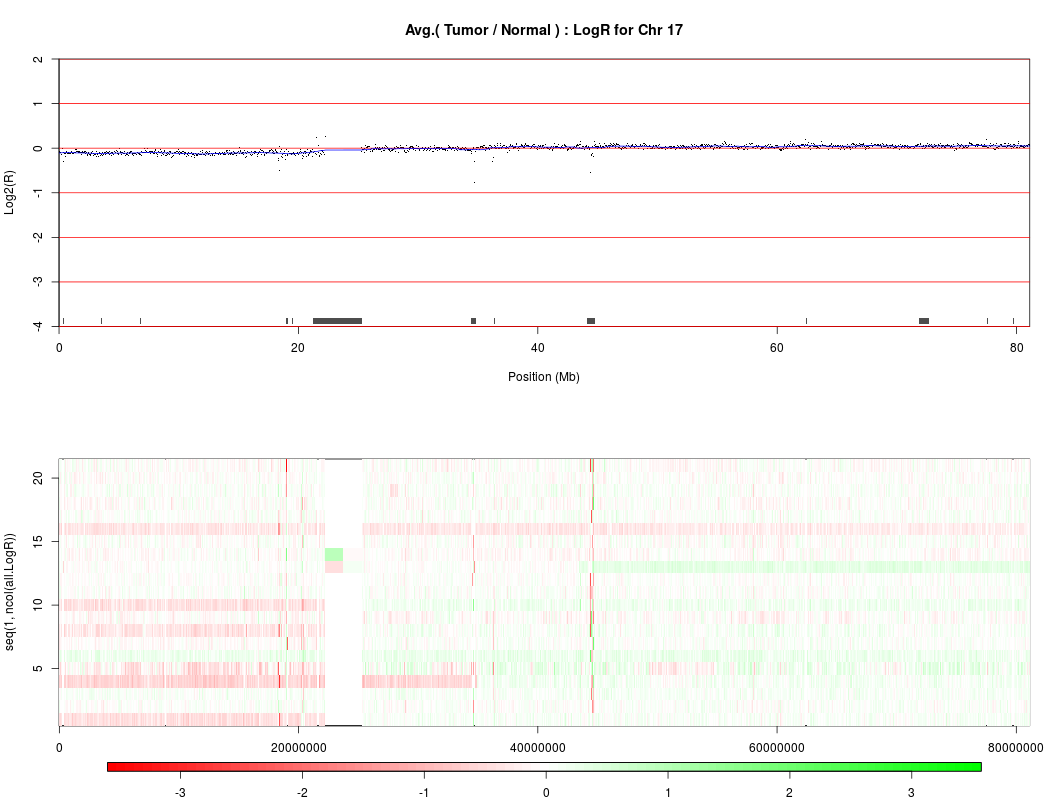 Avg.( Tumor / Normal ) : LogR for Chr 17
Log2(R)
2
1
0
-1
-2
-3
-4
0 20 40 60 80
Position (Mb)
seq(1, ncol(all.LogR))
20
15
10
5
0 20000000 40000000 60000000 80000000
-3 -2 -1 0 1 2 3